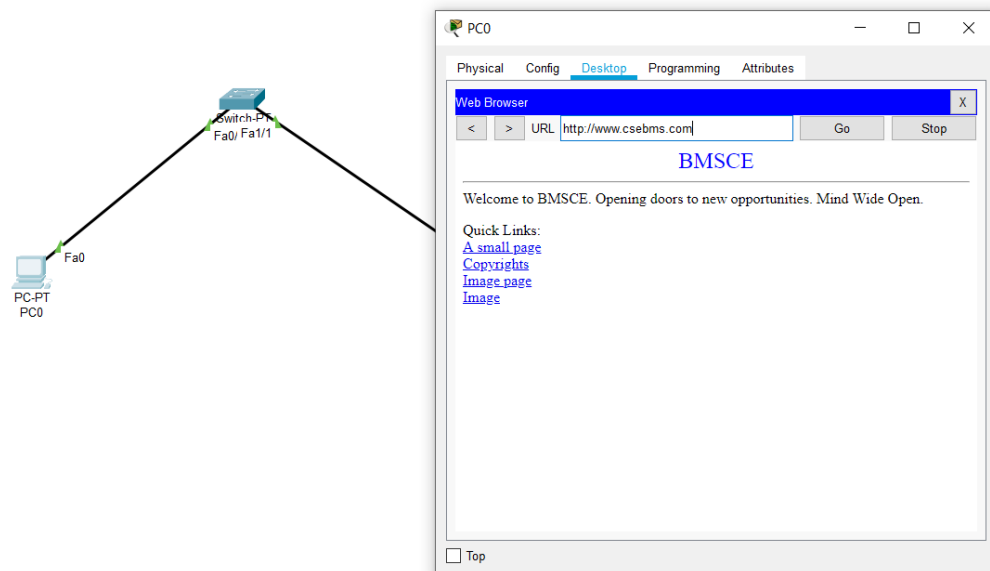 Switch-PT
Fa0/ Fa1/1
Fa0
PC-PT
PC0
PC0
Physical Config Desktop Programming Attributes
Web Browser X
< > URL http://www.csebms.com Go Stop
BMSCE
Welcome to BMSCE. Opening doors to new opportunities. Mind Wide Open.
Quick Links:
A small page
Copyrights
Image page
Image
Top